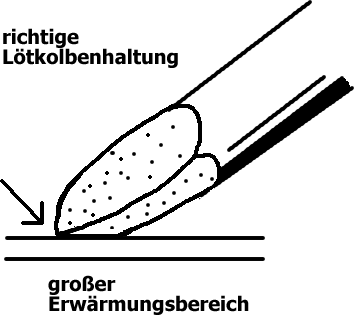 richtige
Lötkolbenhaltung
großer
Erwärmungsbereich